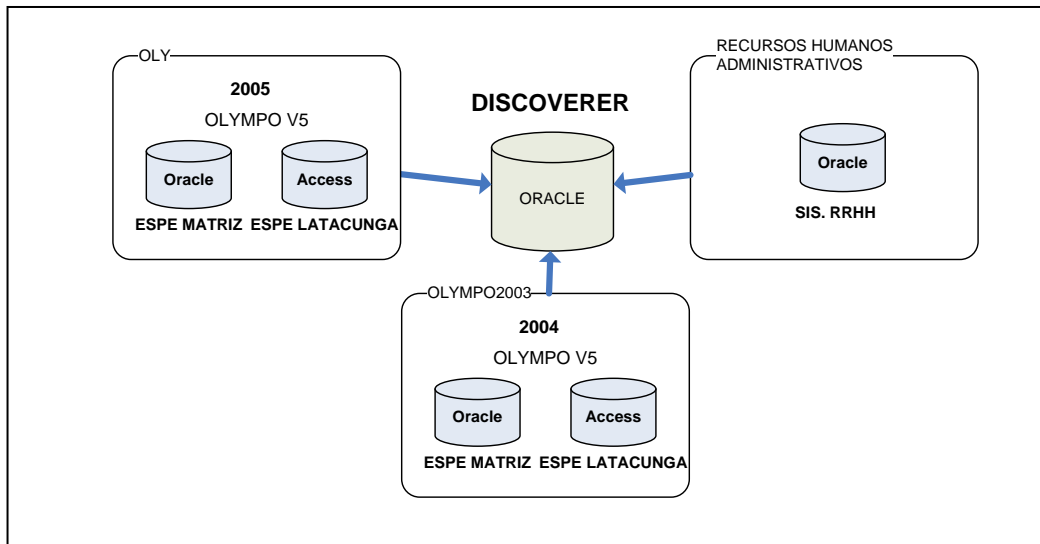 OLY
2005
OLYMPO V5
Oracle
Access
ESPE MATRIZ
ESPE LATACUNGA
DISCOVERER
ORACLE
RECURSOS HUMANOS
ADMINISTRATIVOS
Oracle
SIS. RRHH
OLYMPO2003
2004
OLYMPO V5
Oracle
Access
ESPE MATRIZ
ESPE LATACUNGA